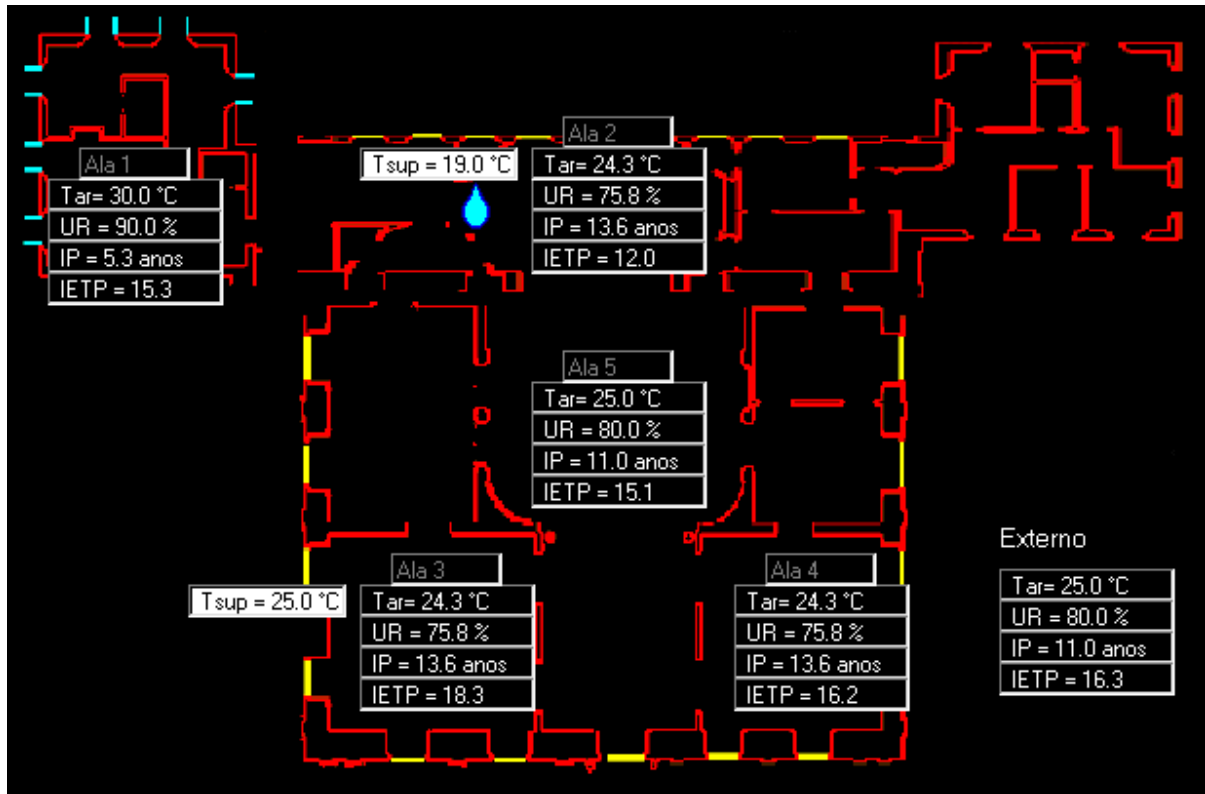 Ala 1
Tar= 30.0 °C
UR = 90.0 %
IP = 5.3 anos
IETP = 15.3
Tsup = 19.0 °C
Ala 2
Tar= 24.3 °C
UR = 75.8 %
IP = 13.6 anos
IETP = 12.0
Ala 5
Tar= 25.0 °C
UR = 80.0 %
IP = 11.0 anos
IETP = 15.1
Tsup = 25.0 °C
Ala 3
Tar= 24.3 °C
UR = 75.8 %
IP = 13.6 anos
IETP = 18.3
Ala 4
Tar= 24.3 °C
UR = 75.8 %
IP = 13.6 anos
IETP = 16.2
Externo
Tar= 25.0 °C
UR = 80.0 %
IP = 11.0 anos
IETP = 16.3